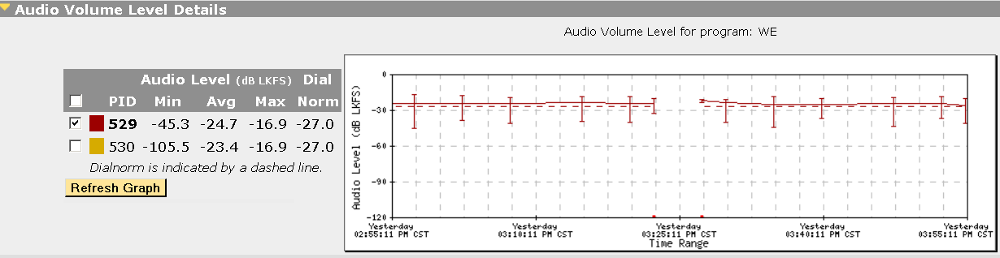 Audio Volume Level Details
Audio Volume Level for program: WE
Audio Level (dB LKFS) Dial
PID Min Avg Max Norm
529 -45.3 -24.7 -16.9 -27.0
530 -105.5 -23.4 -16.9 -27.0
Dialnorm is indicated by a dashed line.
Refresh Graph
Audio Level (dB LKFS)
0
-30
-60
-90
-120
Yesterday Yesterday Yesterday Yesterday Yesterday
02:55:11 PM CST 03:10:11 PM CST 03:25:11 PM CST 03:40:11 PM CST 03:55:11 PM CST
Time Range